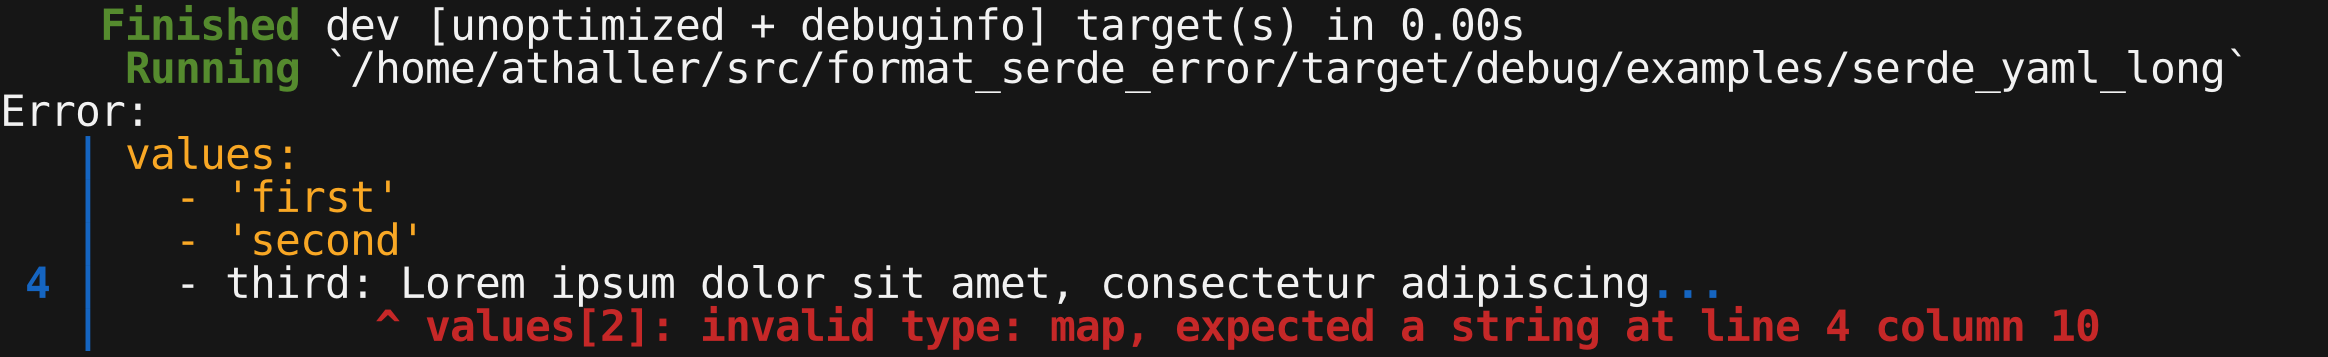 Finished dev [unoptimized + debuginfo] target(s) in 0.00s
Running `/home/athaller/src/format_serde_error/target/debug/examples/serde_yaml_long`
Error:
values:
- 'first'
- 'second'
4 | - third: Lorem ipsum dolor sit amet, consectetur adipiscing...
^ values[2]: invalid type: map, expected a string at line 4 column 10